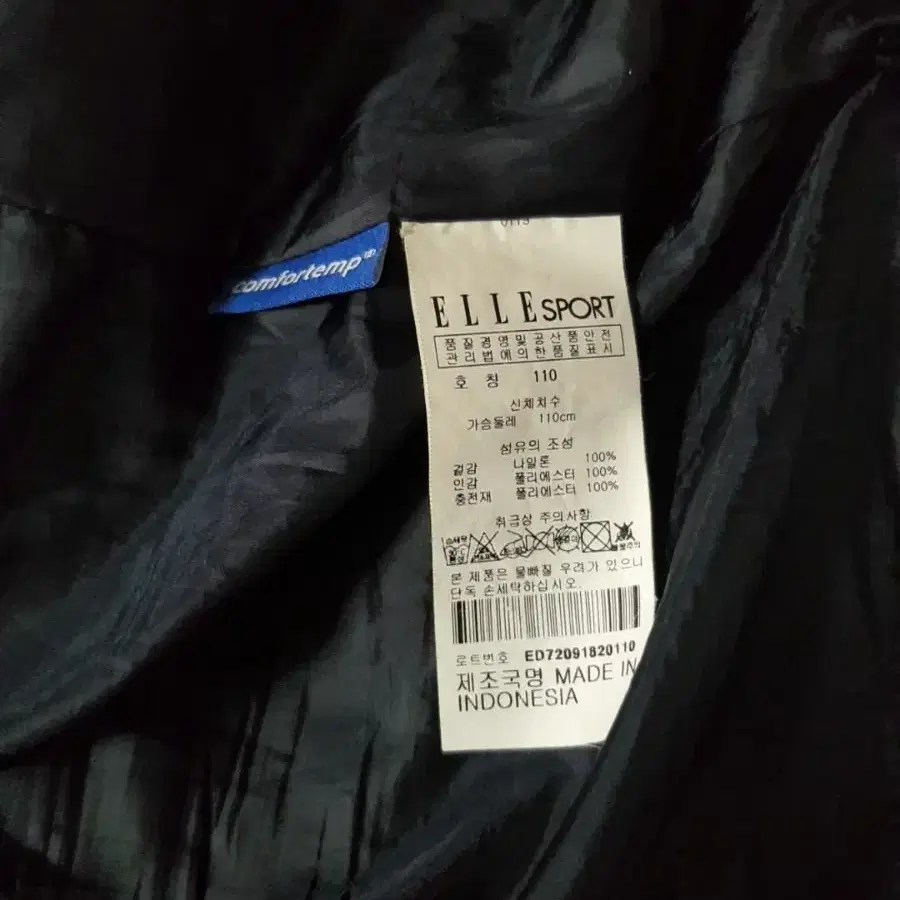 comfortemp®
ELLE SPORT
품질경영및공산품안전
관리법에의한품질표시
호 칭 110
신체치수
가슴둘레 110cm
섬유의 조성
겉감 나일론 100%
안감 폴리에스터 100%
충전재 폴리에스터 100%
취급상 주의사항
본 제품은 물빠질 우려가 있으니
단독 손세탁하십시오.
로트번호 ED72091820110
제조국명 MADE IN
INDONESIA